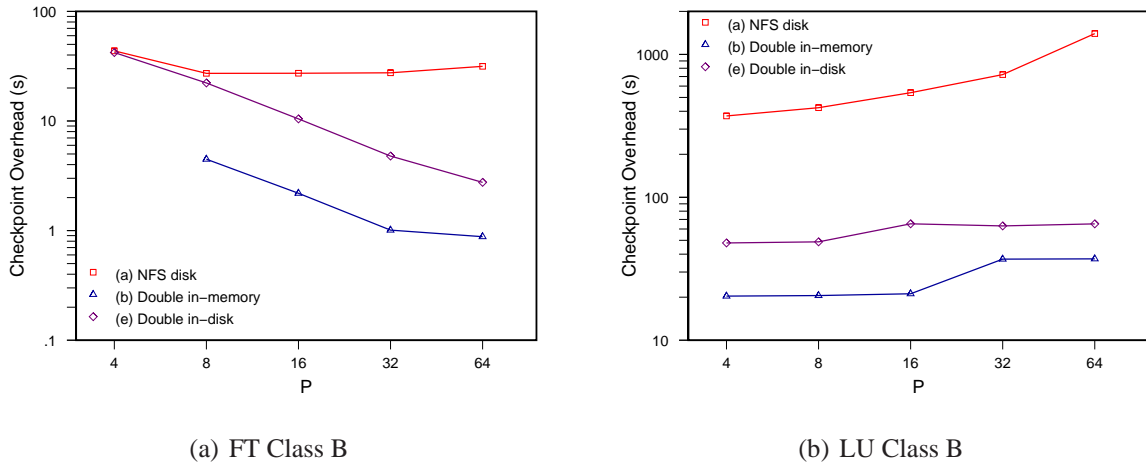 100
10
1
.1
Checkpoint Overhead (s)
(a) NFS disk
(b) Double in−memory
(e) Double in−disk
4 8 16 32 64
P
(a) FT Class B
1000
100
10
Checkpoint Overhead (s)
(a) NFS disk
(b) Double in−memory
(e) Double in−disk
4 8 16 32 64
P
(b) LU Class B